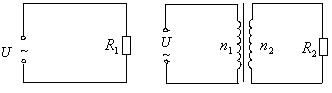 U
~
R₁
U
~
n₁
n₂
R₂